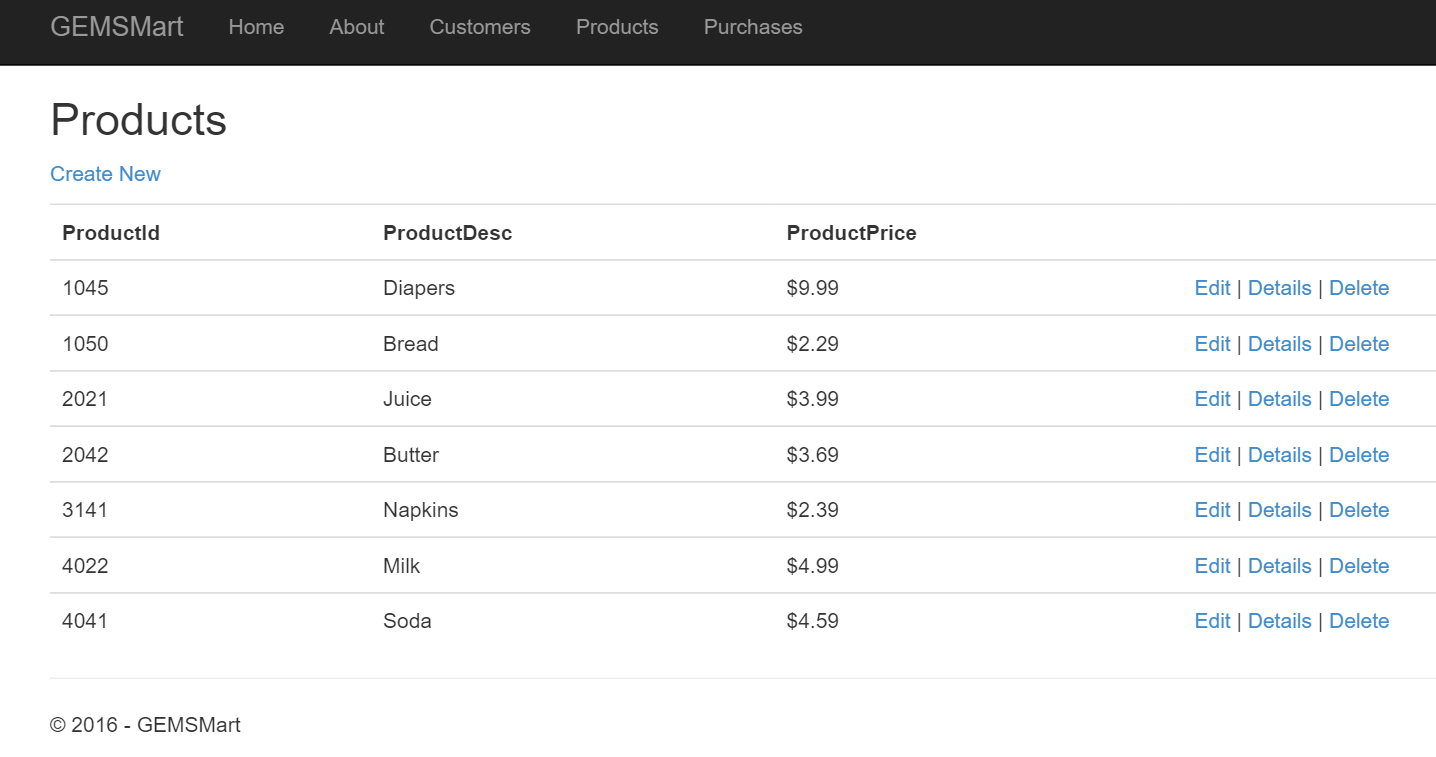 GEMSMart Home About Customers Products Purchases
Products
Create New
ProductId ProductDesc ProductPrice
1045 Diapers $9.99 Edit | Details | Delete
1050 Bread $2.29 Edit | Details | Delete
2021 Juice $3.99 Edit | Details | Delete
2042 Butter $3.69 Edit | Details | Delete
3141 Napkins $2.39 Edit | Details | Delete
4022 Milk $4.99 Edit | Details | Delete
4041 Soda $4.59 Edit | Details | Delete
© 2016 - GEMSMart